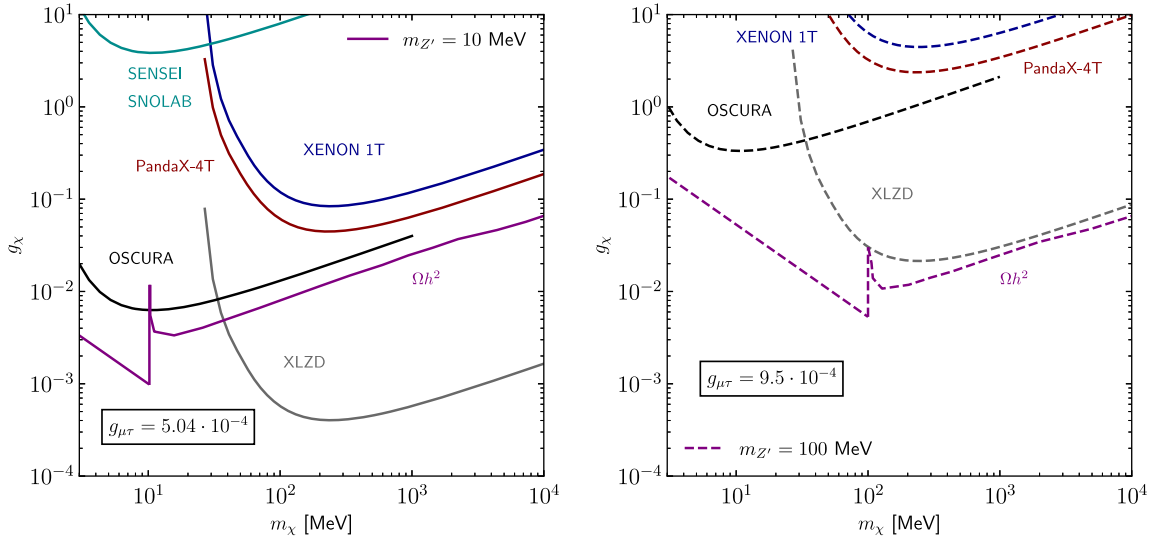 10^1
10^0
10^{-1}
10^{-2}
10^{-3}
10^{-4}
g_χ
SENSEI
SNOLAB
m_{Z'} = 10 MeV
XENON 1T
PandaX-4T
OSCURA
Ωh^2
XLZD
g_{μτ} = 5.04 · 10^{-4}
10^1
10^2
10^3
10^4
m_χ [MeV]
10^1
10^0
10^{-1}
10^{-2}
10^{-3}
10^{-4}
g_χ
XENON 1T
PandaX-4T
OSCURA
XLZD
Ωh^2
g_{μτ} = 9.5 · 10^{-4}
m_{Z'} = 100 MeV
10^1
10^2
10^3
10^4
m_χ [MeV]